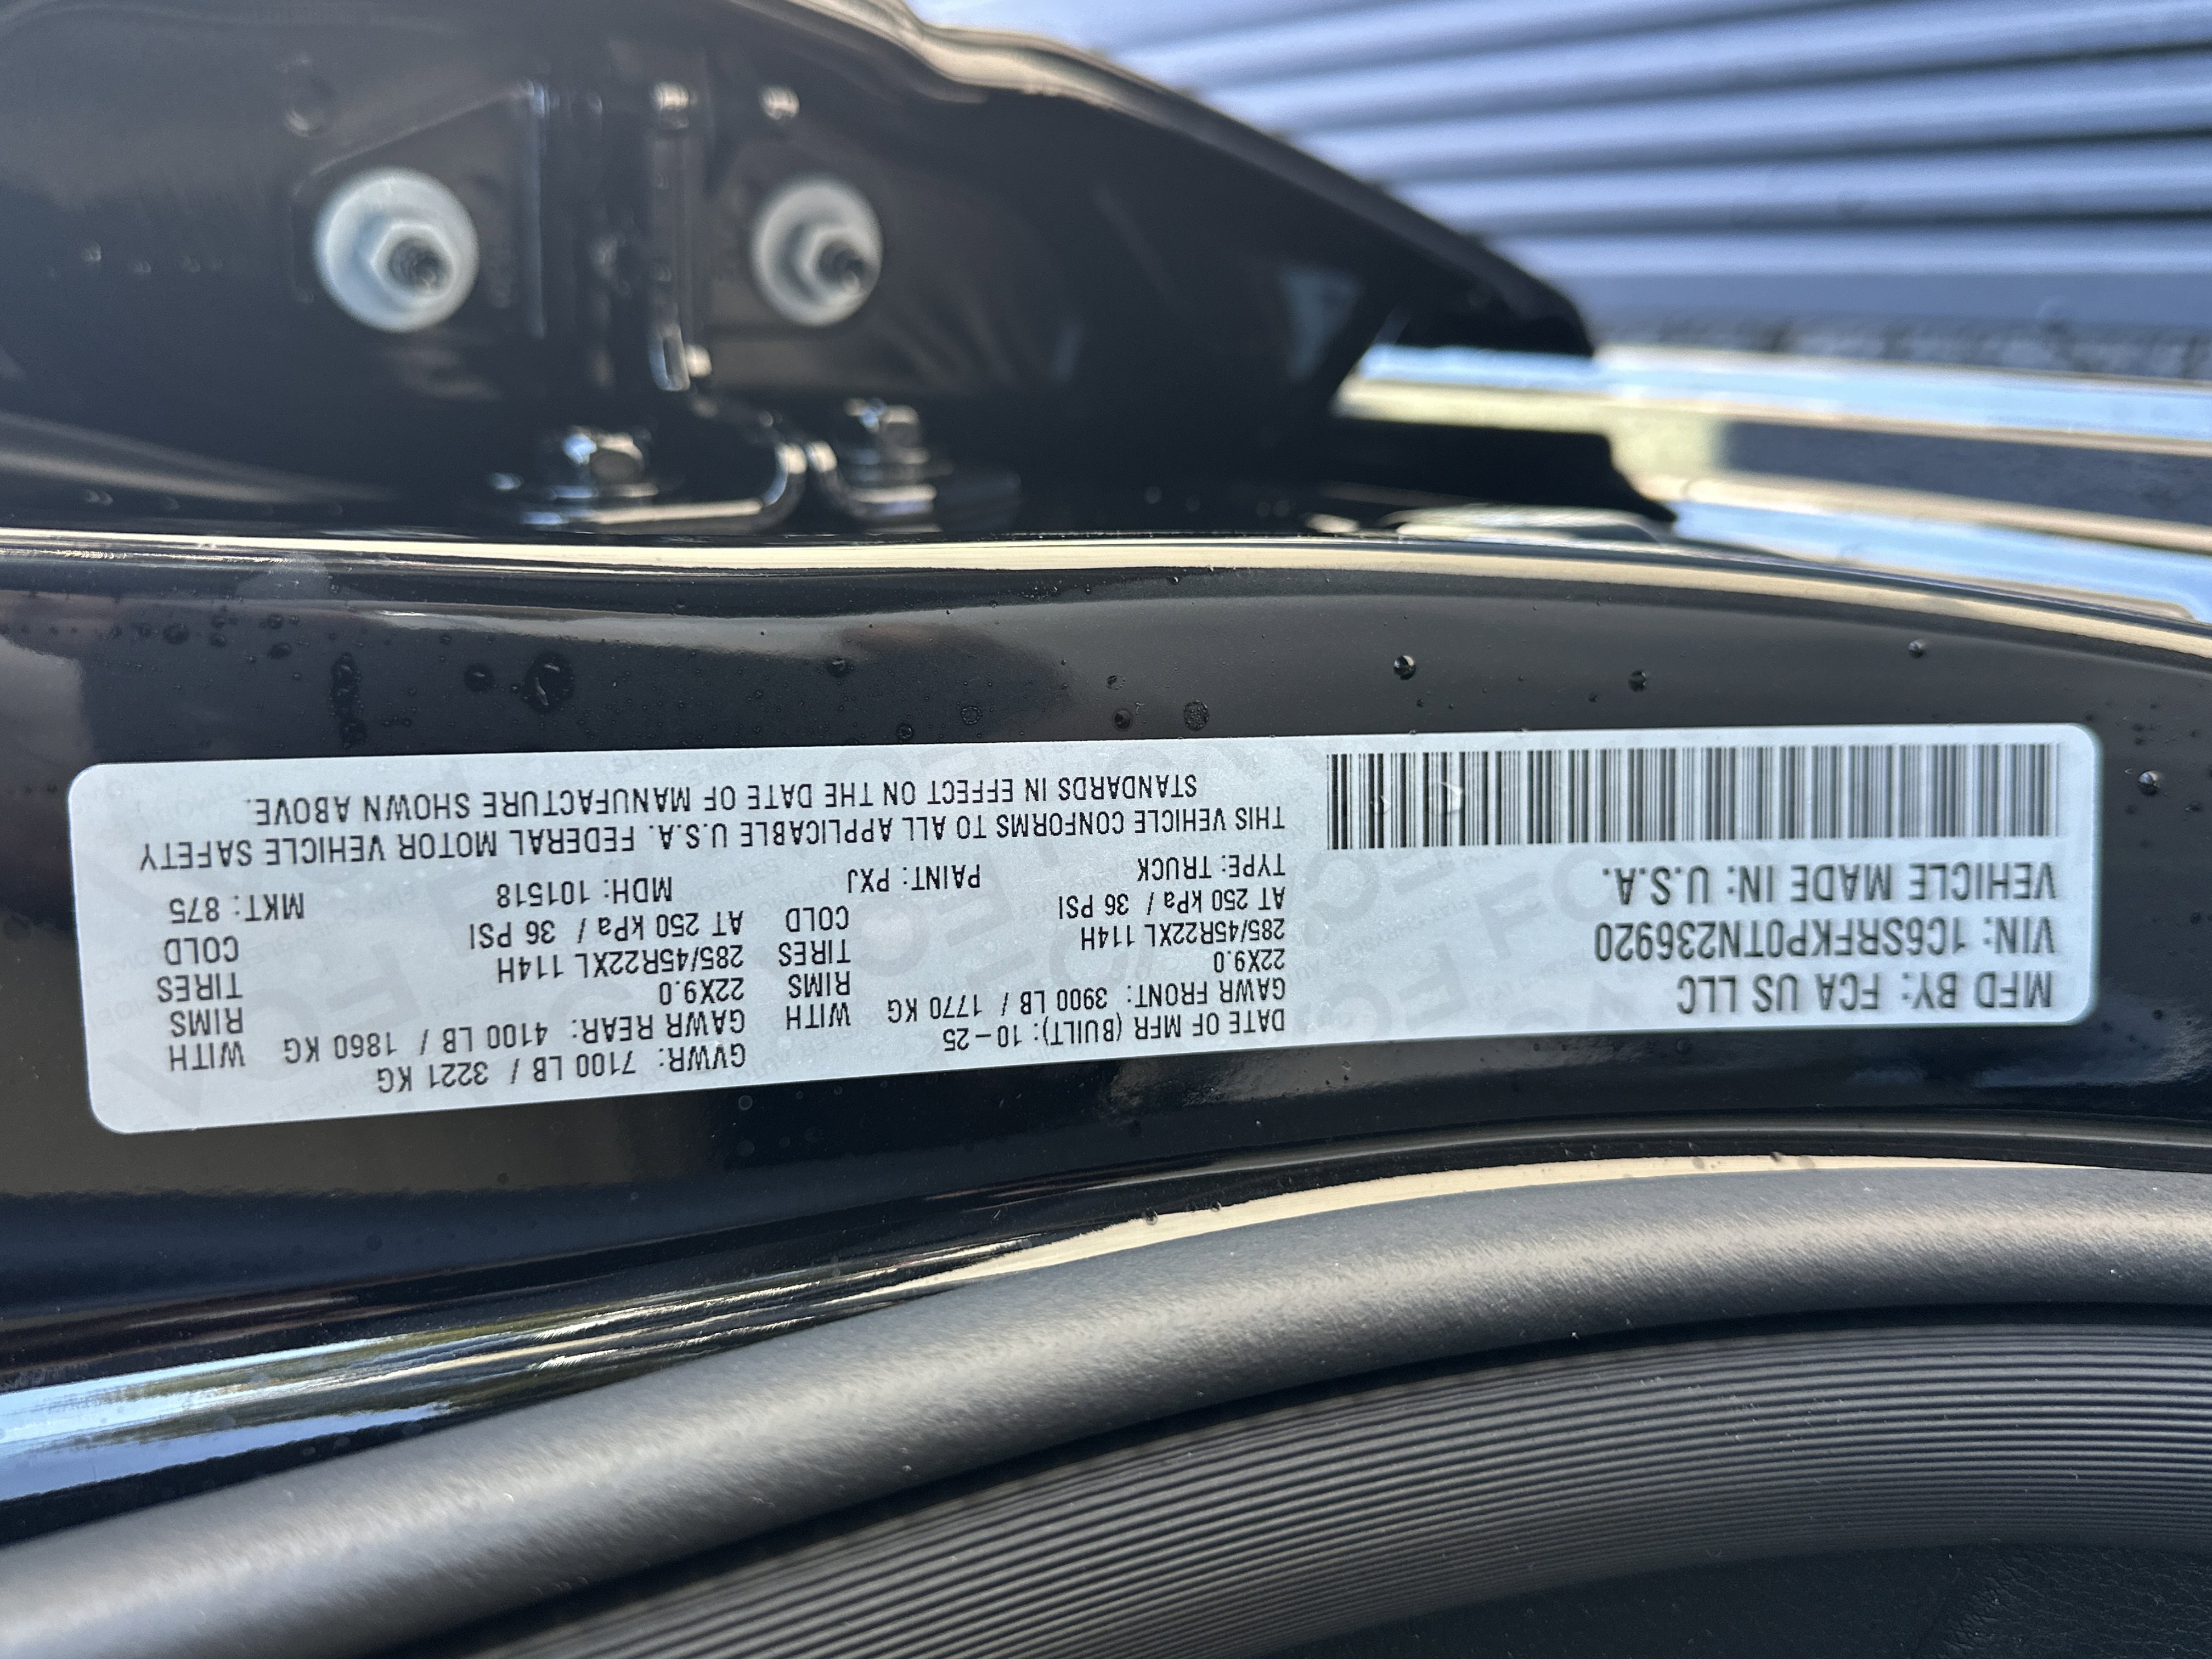 MFD BY: FCA US LLC
VIN: 1C6SRFKP0TN236920
VEHICLE MADE IN: U.S.A.
DATE OF MFR (BUILT): 10-25
GVWR: 7100 LB / 3221 KG
GAWR FRONT: 3900 LB / 1770 KG WITH
22X9.0 RIMS
285/45R22XL 114H TIRES
AT 250 kPa / 36 PSI COLD
GAWR REAR: 4100 LB / 1860 KG WITH
22X9.0 RIMS
285/45R22XL 114H TIRES
AT 250 kPa / 36 PSI COLD
TYPE: TRUCK PAINT: PXJ MDH: 101518 MKT: 875
THIS VEHICLE CONFORMS TO ALL APPLICABLE U.S.A. FEDERAL MOTOR VEHICLE SAFETY
STANDARDS IN EFFECT ON THE DATE OF MANUFACTURE SHOWN ABOVE.